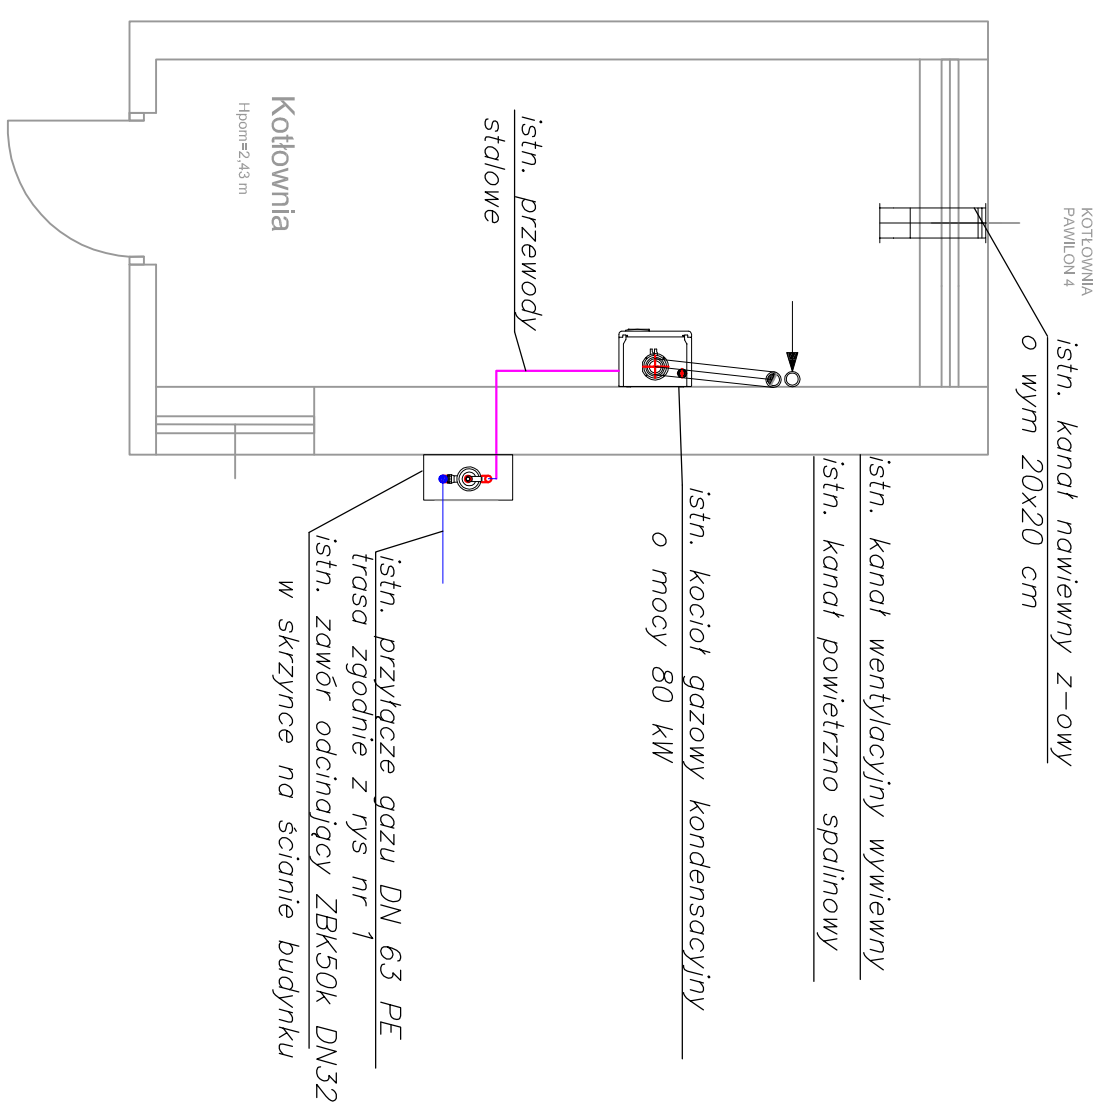 KOTŁOWNIA
PAWILON 4
istn. kanał nawiewny z-owy
o wym 20x20 cm
istn. kanał wentylacyjny wywiewny
istn. kanał powietrzno spalinowy
istn. kocioł gazowy kondensacyjny
o mocy 80 kW
istn. przewody
stalowe
istn. przyłącze gazu DN 63 PE
trasa zgodnie z rys nr 1
istn. zawór odcinający ZBK50k DN32
w skrzynce na ścianie budynku
Kotłownia
Hpom=2,43 m